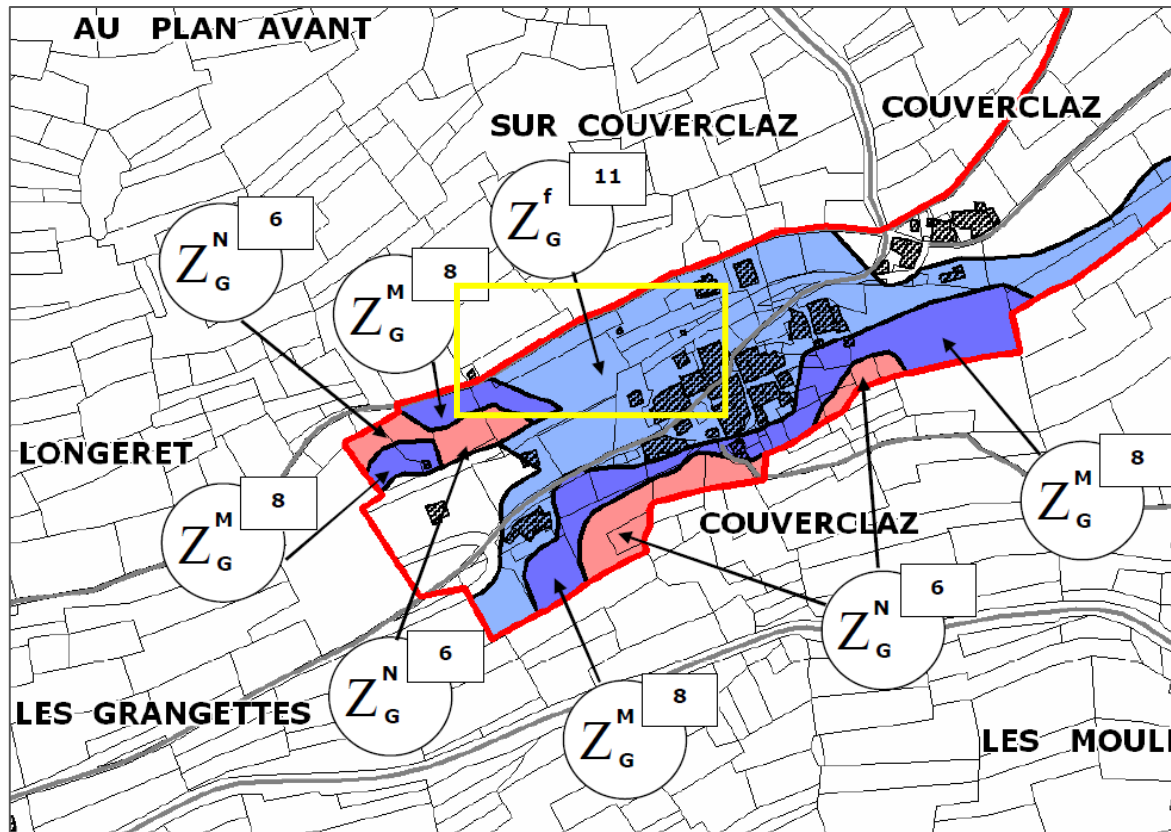 AU PLAN AVANT
COUVERCLAZ
SUR COUVERCLAZ
Z f G 11
Z N G 6
Z M G 8
LONGERET
Z M G 8
Z M G 8
COUVERCLAZ
Z N G 6
Z N G 6
LES GRANGETTES
Z M G 8
LES MOULI